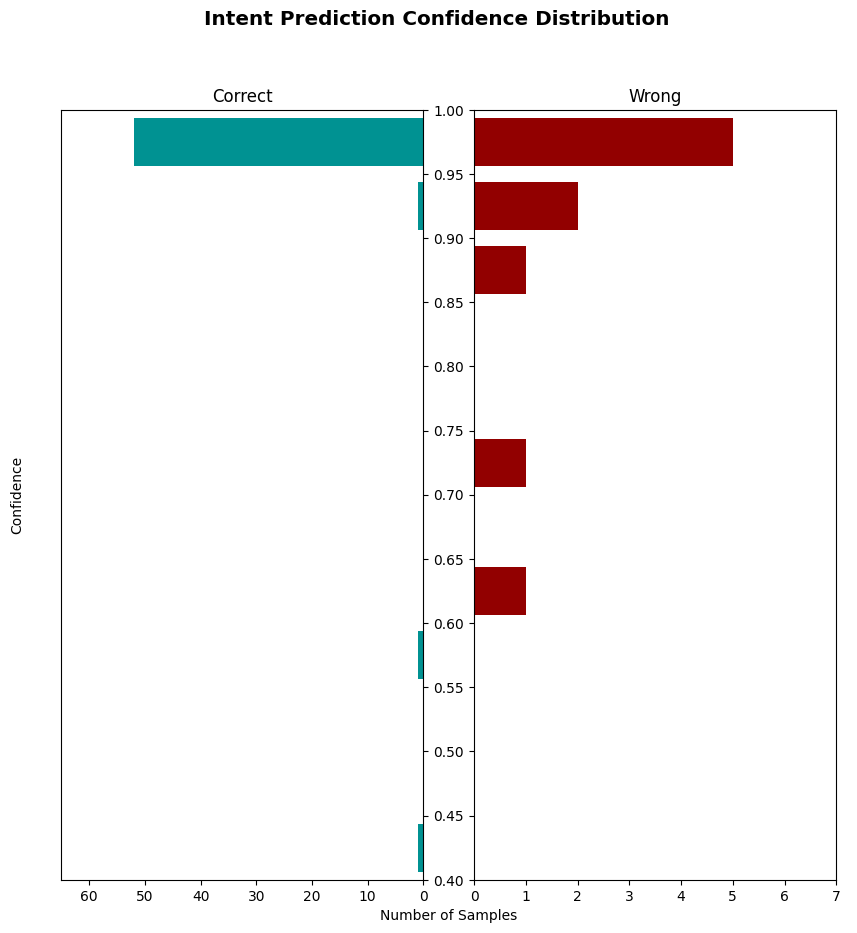 Intent Prediction Confidence Distribution
Correct
Wrong
1.00
0.95
0.90
0.85
0.80
0.75
0.70
0.65
0.60
0.55
0.50
0.45
0.40
Confidence
60 50 40 30 20 10 0
0 1 2 3 4 5 6 7
Number of Samples